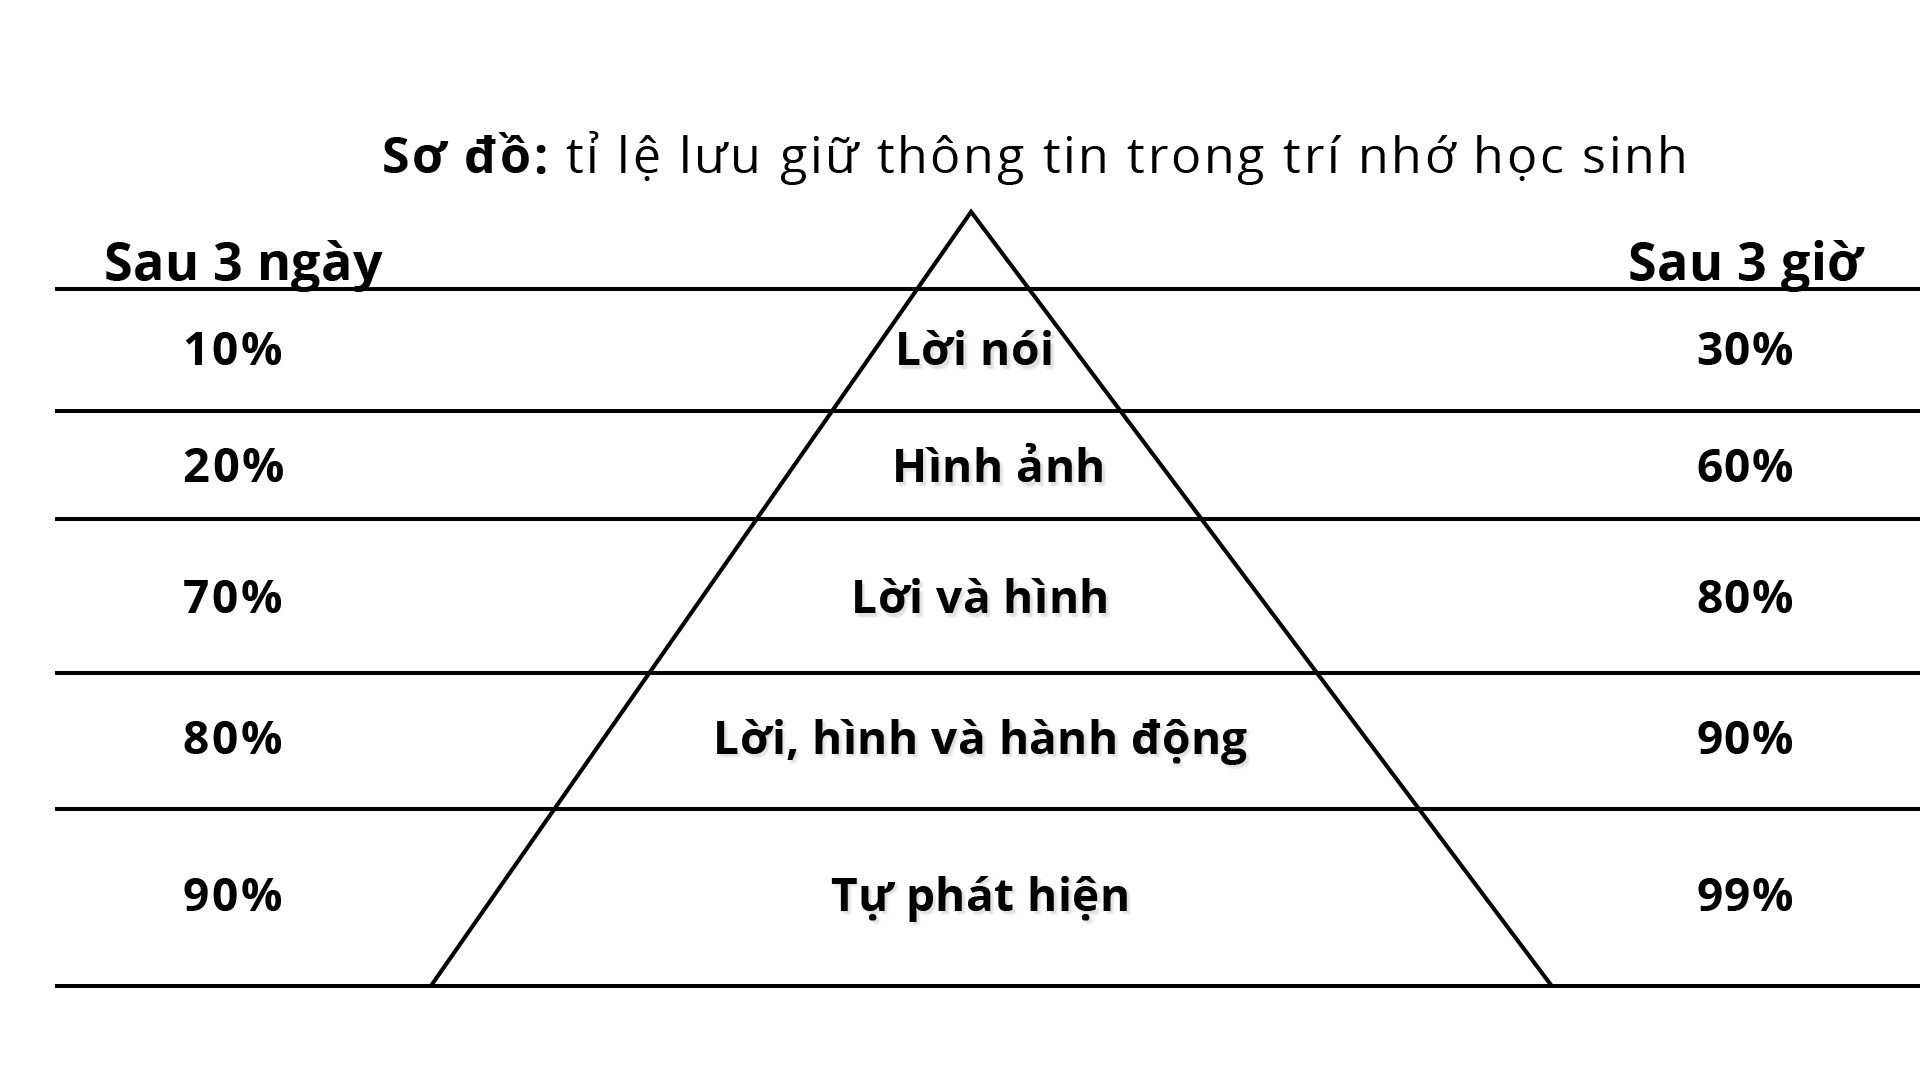 Sơ đồ: tỉ lệ lưu giữ thông tin trong trí nhớ học sinh
Sau 3 ngày Sau 3 giờ
10% Lời nói 30%
20% Hình ảnh 60%
70% Lời và hình 80%
80% Lời, hình và hành động 90%
90% Tự phát hiện 99%